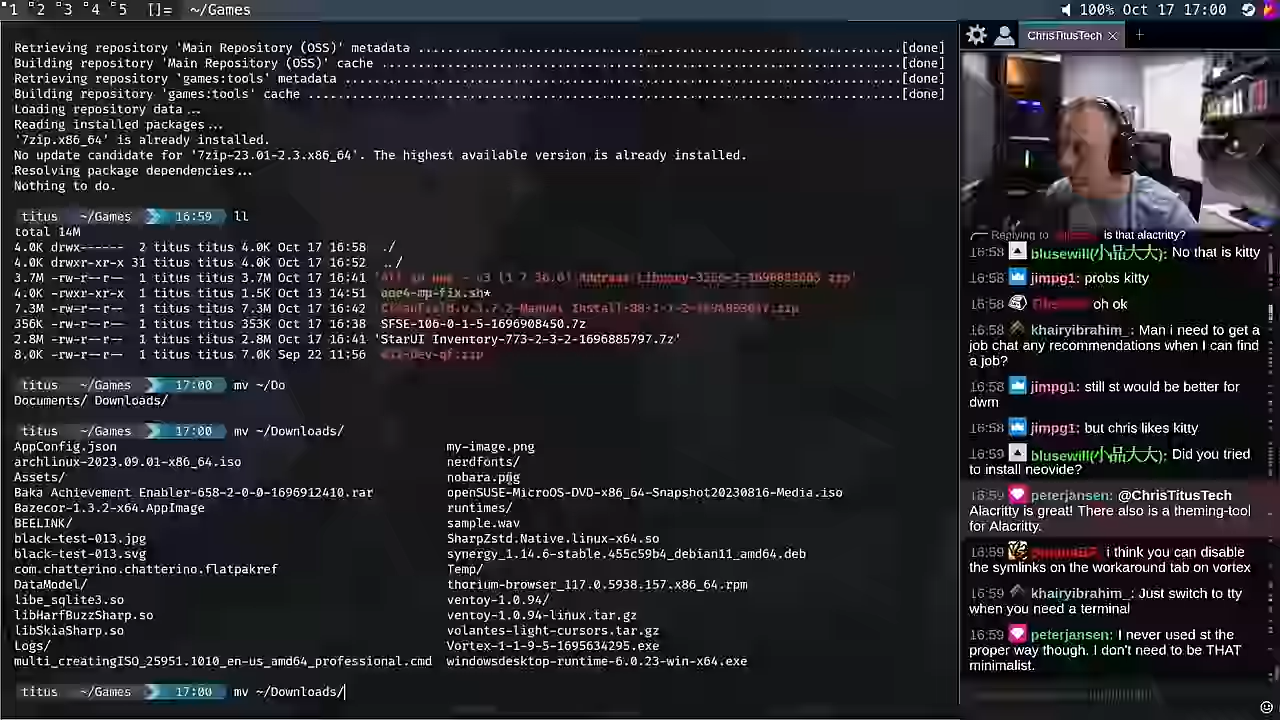 1 2 3 4 5 []= ~/Games
100% Oct 17 17:00
Retrieving repository 'Main Repository (OSS)' metadata ................................................................................[done]
Building repository 'Main Repository (OSS)' cache .....................................................................................[done]
Retrieving repository 'games:tools' metadata ..........................................................................................[done]
Building repository 'games:tools' cache ...............................................................................................[done]
Loading repository data...
Reading installed packages...
'7zip.x86_64' is already installed.
No update candidate for '7zip-23.01-2.3.x86_64'. The highest available version is already installed.
Resolving package dependencies...
Nothing to do.
titus ~/Games 16:59 ll
total 14M
4.0K drwx------ 2 titus titus 4.0K Oct 17 16:58 ./
4.0K drwxr-xr-x 31 titus titus 4.0K Oct 17 16:52 ../
3.7M -rw-r--r-- 1 titus titus 3.7M Oct 17 16:41
4.0K -rwxr-xr-x 1 titus titus 1.5K Oct 13 14:51 aoe4-mp-fix.sh*
7.3M -rw-r--r-- 1 titus titus 7.3M Oct 17 16:42
356K -rw-r--r-- 1 titus titus 353K Oct 17 16:38 SFSE-106-0-1-5-1696908450.7z
2.8M -rw-r--r-- 1 titus titus 2.8M Oct 17 16:41 'StarUI Inventory-773-2-3-2-1696885797.7z'
8.0K -rw-r--r-- 1 titus titus 7.0K Sep 22 11:56
titus ~/Games 17:00 mv ~/Do
Documents/ Downloads/
titus ~/Games 17:00 mv ~/Downloads/
AppConfig.json my-image.png
archlinux-2023.09.01-x86_64.iso nerdfonts/
Assets/ nobara.png
Baka Achievement Enabler-658-2-0-0-1696912410.rar openSUSE-MicroOS-DVD-x86_64-Snapshot20230816-Media.iso
Bazecor-1.3.2-x64.AppImage runtimes/
BEELINK/ sample.wav
black-test-013.jpg SharpZstd.Native.linux-x64.so
black-test-013.svg synergy_1.14.6-stable.455c59b4_debian11_amd64.deb
com.chatterino.chatterino.flatpakref Temp/
DataModel/ thorium-browser_117.0.5938.157.x86_64.rpm
libe_sqlite3.so ventoy-1.0.94/
libHarfBuzzSharp.so ventoy-1.0.94-linux.tar.gz
libSkiaSharp.so volantes-light-cursors.tar.gz
Logs/ Vortex-1-1-9-5-1695634295.exe
multi_creatingISO_25951.1010_en-us_amd64_professional.cmd windowsdesktop-runtime-6.0.23-win-x64.exe
titus ~/Games 17:00 mv ~/Downloads/
ChrisTitusTech
Replying to is that alactritty?
16:58 blusewill(小品大大): No that is kitty
16:58 jimpg1: probs kitty
16:58 oh ok
16:58 khairyibrahim_: Man i need to get a
job chat any recommendations when I can find
a job?
16:58 jimpg1: still st would be better for
dwm
16:58 jimpg1: but chris likes kitty
16:59 blusewill(小品大大): Did you tried
to install neovide?
16:59 peterjansen: @ChrisTitusTech
Alacritty is great! There also is a theming-tool
for Alacritty.
16:59 i think you can disable
the symlinks on the workaround tab on vortex
16:59 khairyibrahim_: Just switch to tty
when you need a terminal
16:59 peterjansen: I never used st the
proper way though. I don't need to be THAT
minimalist.